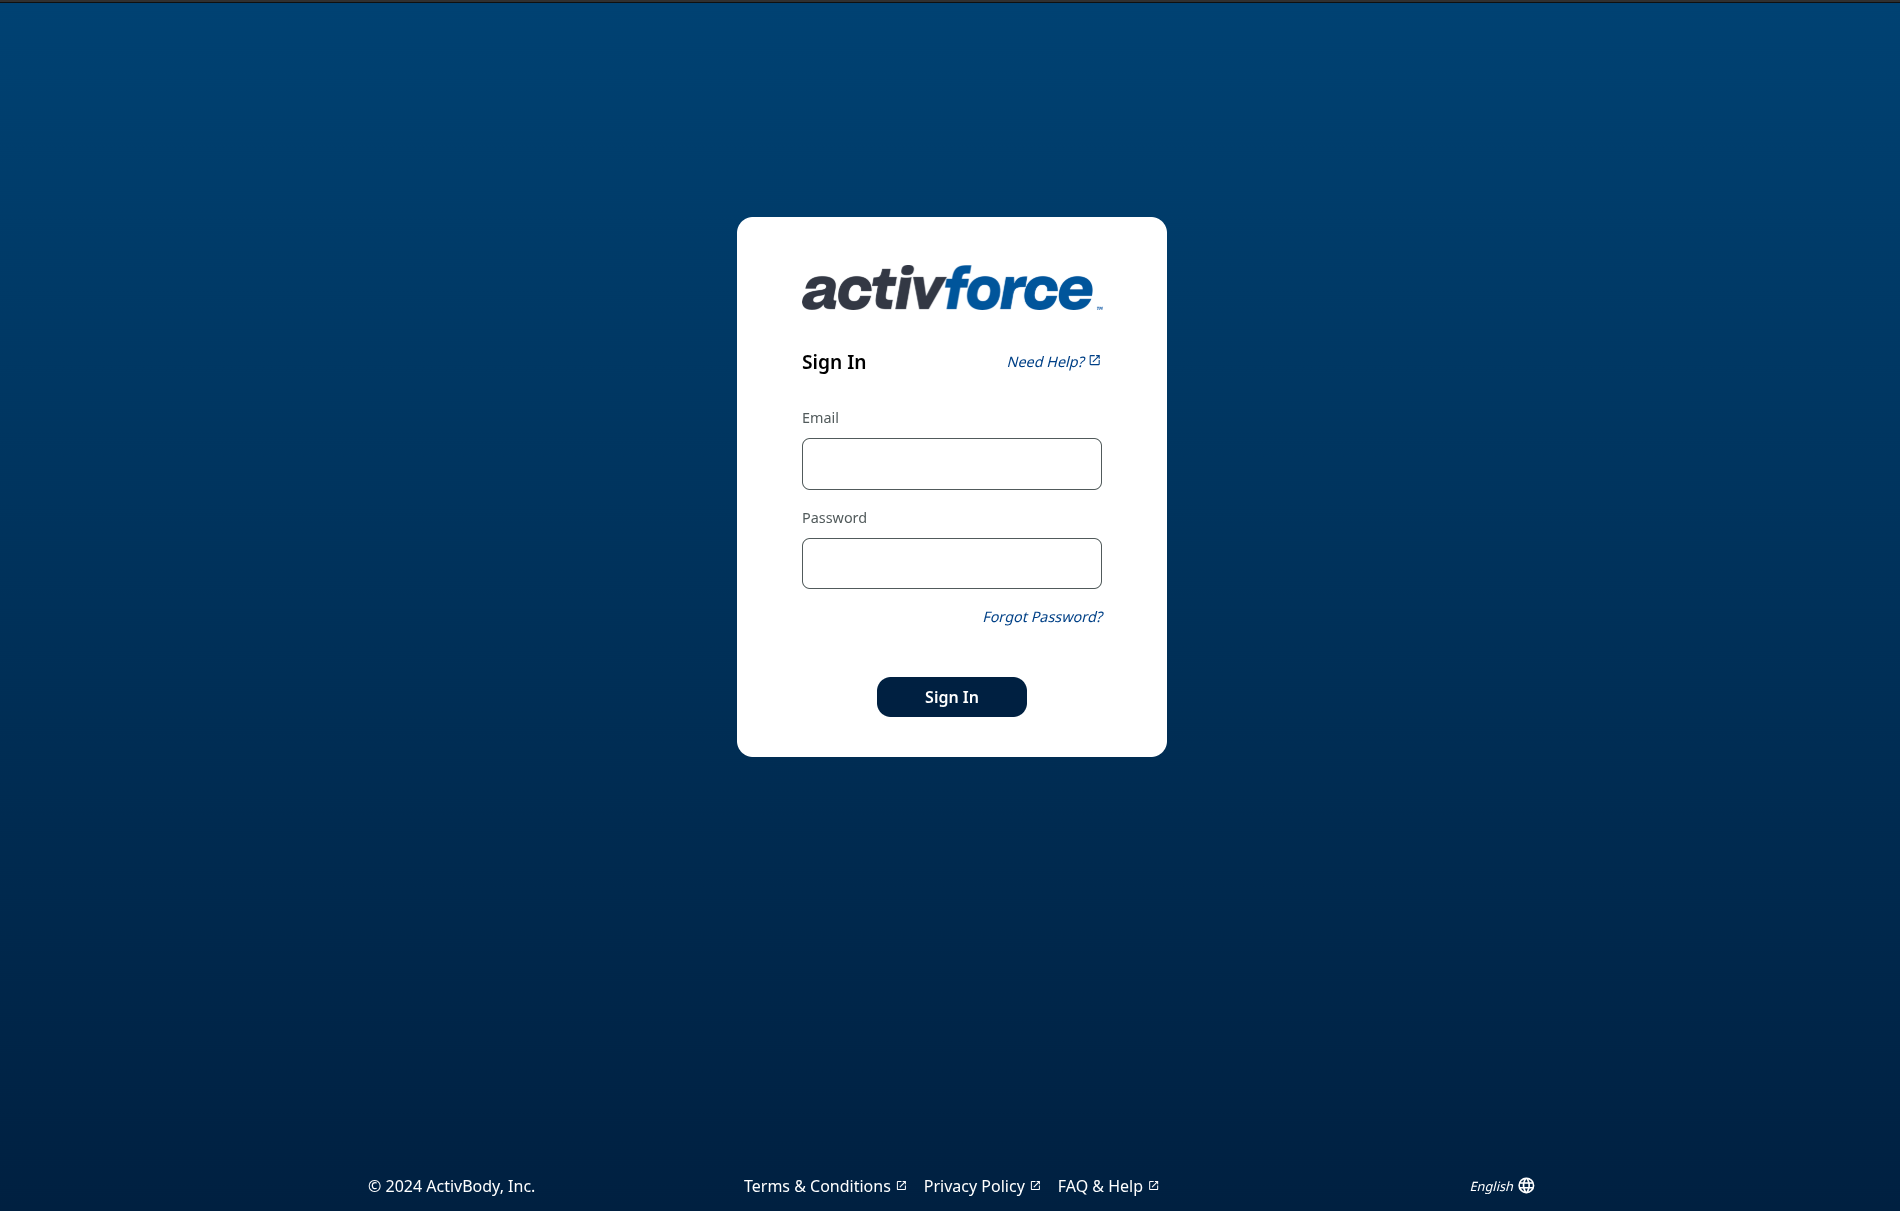 activforce™
Sign In
Need Help?
Email
Password
Forgot Password?
Sign In
© 2024 ActivBody, Inc.
Terms & Conditions
Privacy Policy
FAQ & Help
English